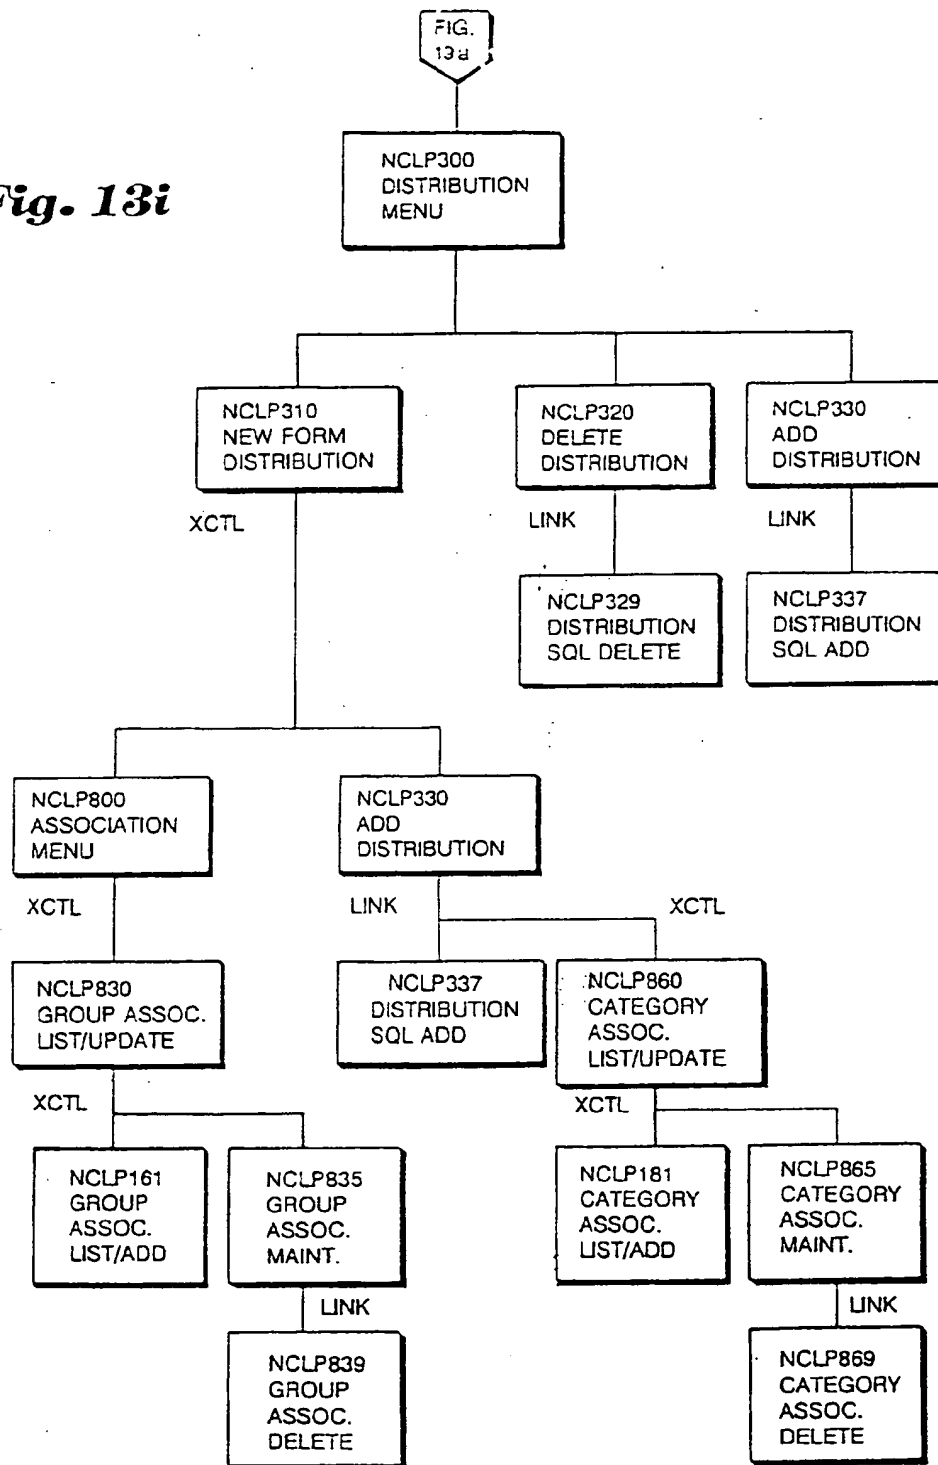 FIG.
13d
Fig. 13i
NCLP300
DISTRIBUTION
MENU
NCLP310
NEW FORM
DISTRIBUTION
NCLP320
DELETE
DISTRIBUTION
NCLP330
ADD
DISTRIBUTION
XCTL
LINK
LINK
NCLP329
DISTRIBUTION
SQL DELETE
NCLP337
DISTRIBUTION
SQL ADD
NCLP800
ASSOCIATION
MENU
NCLP330
ADD
DISTRIBUTION
XCTL
LINK
XCTL
NCLP830
GROUP ASSOC.
LIST/UPDATE
NCLP337
DISTRIBUTION
SQL ADD
NCLP860
CATEGORY
ASSOC.
LIST/UPDATE
XCTL
XCTL
NCLP161
GROUP
ASSOC.
LIST/ADD
NCLP835
GROUP
ASSOC.
MAINT.
NCLP181
CATEGORY
ASSOC.
LIST/ADD
NCLP865
CATEGORY
ASSOC.
MAINT.
LINK
LINK
NCLP839
GROUP
ASSOC.
DELETE
NCLP869
CATEGORY
ASSOC.
DELETE